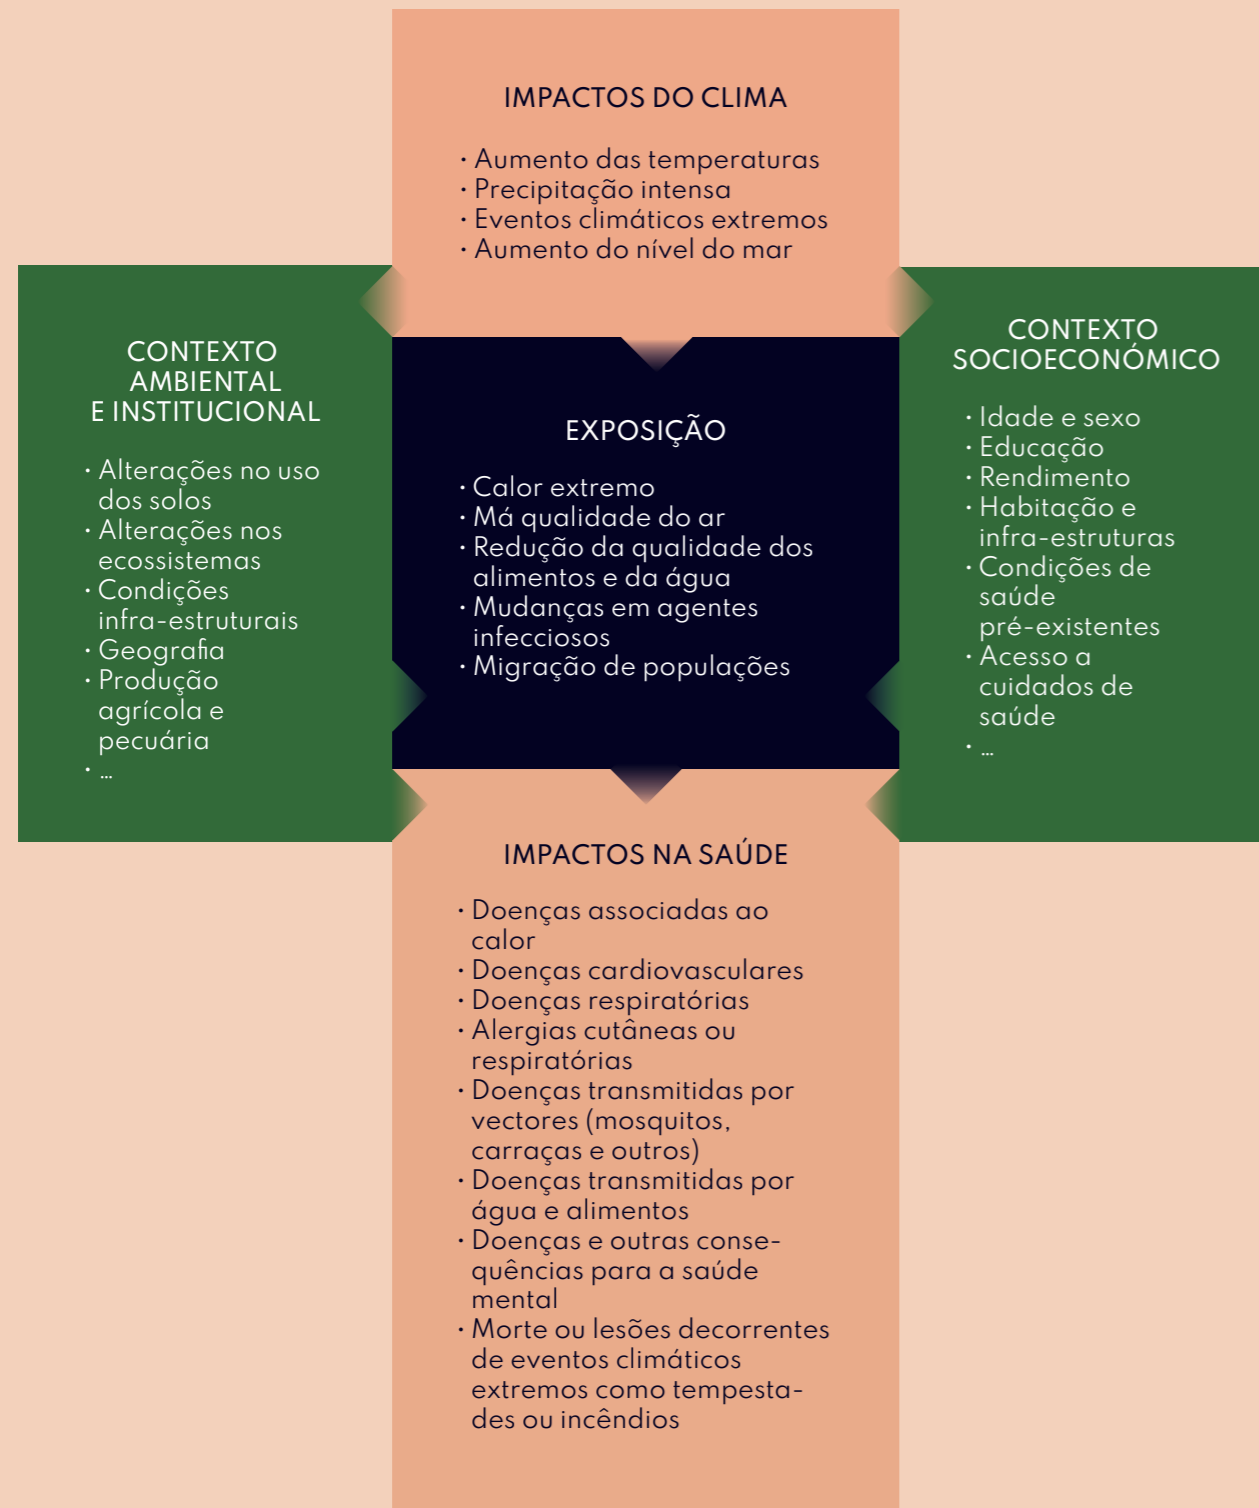 IMPACTOS DO CLIMA
· Aumento das temperaturas
· Precipitação intensa
· Eventos climáticos extremos
· Aumento do nível do mar
CONTEXTO
AMBIENTAL
E INSTITUCIONAL
· Alterações no uso
dos solos
· Alterações nos
ecossistemas
· Condições
infra-estruturais
· Geografia
· Produção
agrícola e
pecuária
· ...
EXPOSIÇÃO
· Calor extremo
· Má qualidade do ar
· Redução da qualidade dos
alimentos e da água
· Mudanças em agentes
infecciosos
· Migração de populações
CONTEXTO
SOCIOECONÓMICO
· Idade e sexo
· Educação
· Rendimento
· Habitação e
infra-estruturas
· Condições de
saúde
pré-existentes
· Acesso a
cuidados de
saúde
· ...
IMPACTOS NA SAÚDE
· Doenças associadas ao
calor
· Doenças cardiovasculares
· Doenças respiratórias
· Alergias cutâneas ou
respiratórias
· Doenças transmitidas por
vectores (mosquitos,
carraças e outros)
· Doenças transmitidas por
água e alimentos
· Doenças e outras conse-
quências para a saúde
mental
· Morte ou lesões decorrentes
de eventos climáticos
extremos como tempesta-
des ou incêndios